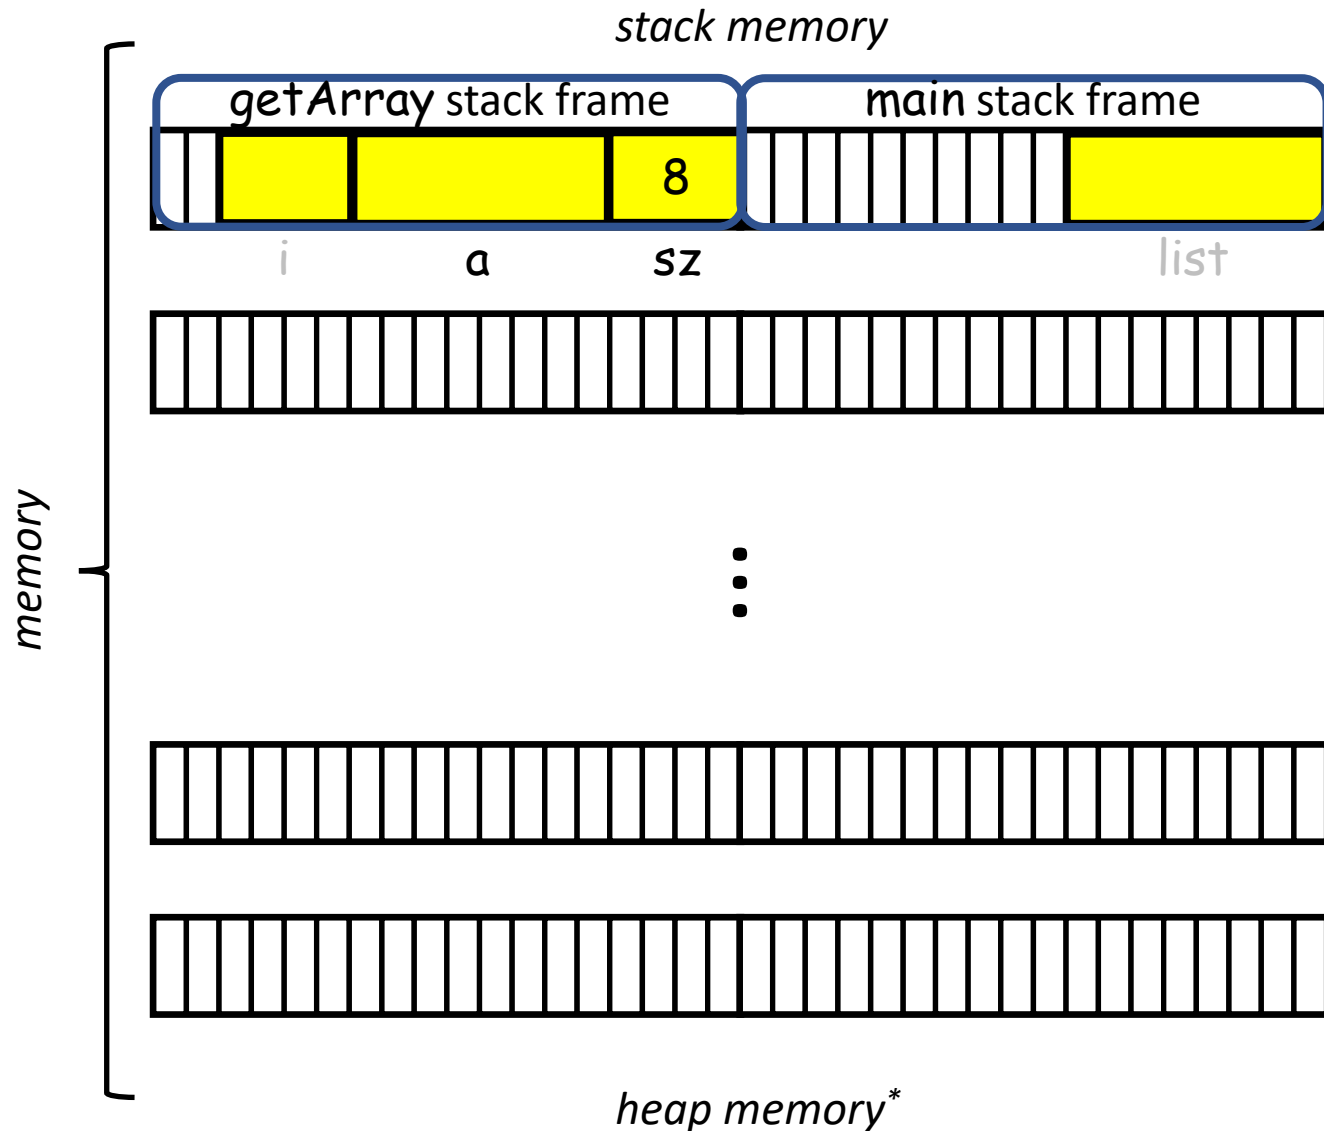 stack memory
getArray stack frame
main stack frame
8
i
a
sz
list
memory
heap memory*